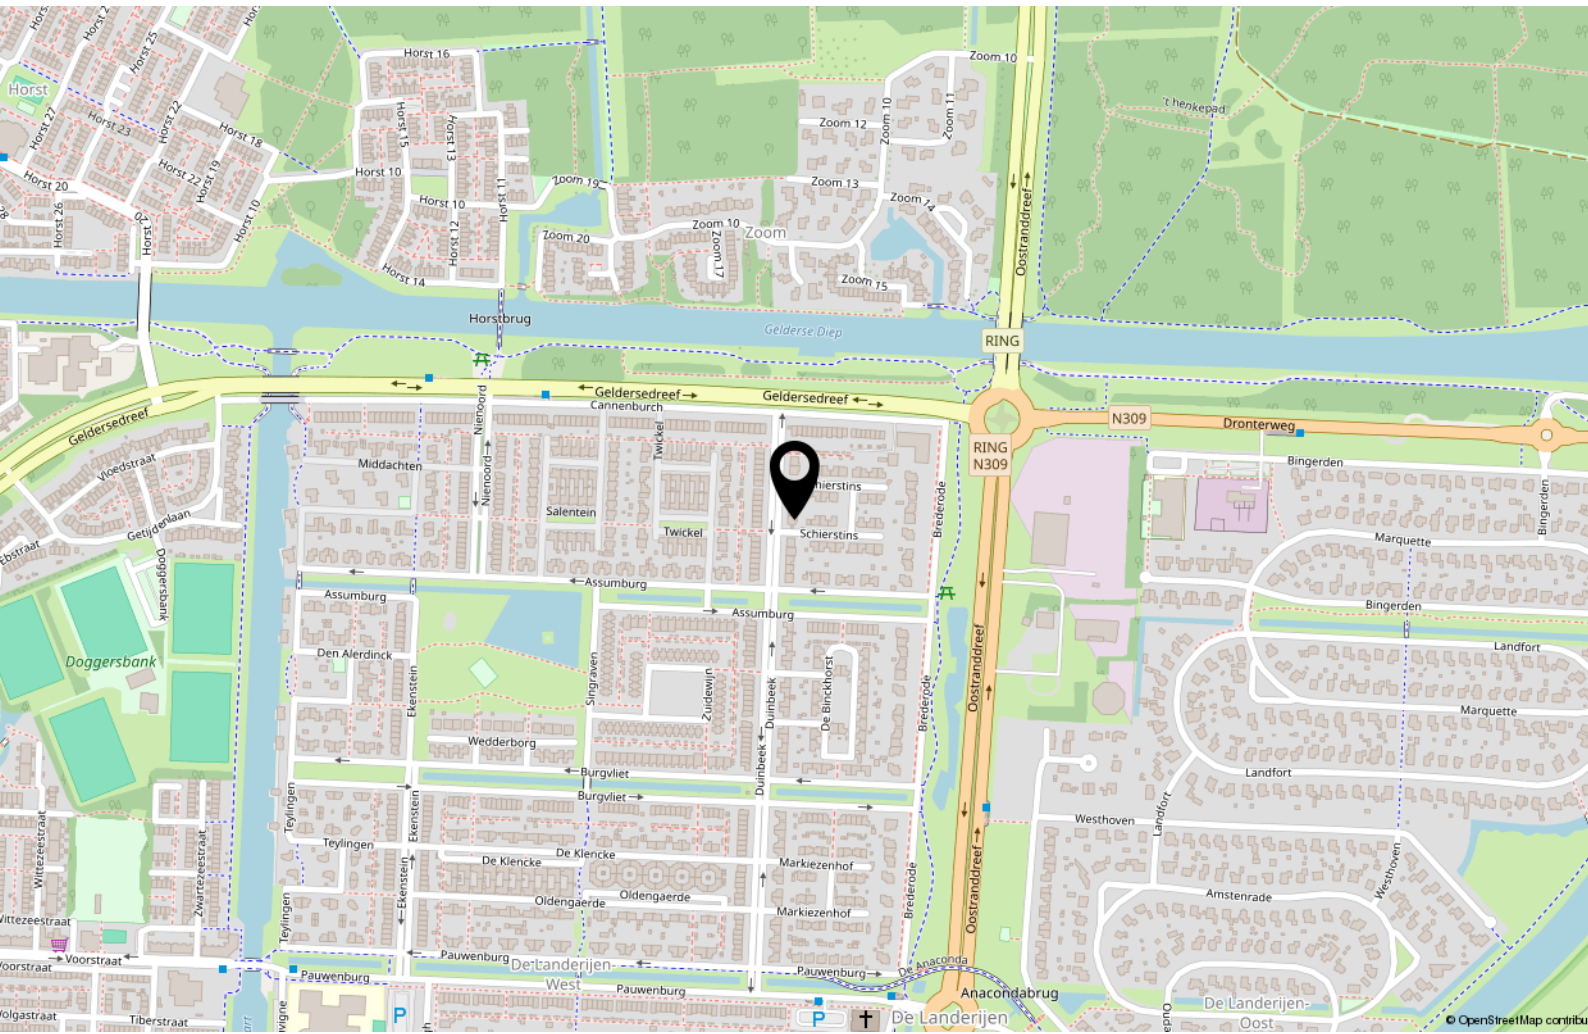 Horst 16
Zoom 10
Horst 25
Horst
Horst 27
Horst 23
Horst 22
Horst 18
Horst 15
Horst 13
Zoom 10
Zoom 11
Zoom 12
't henkepad
Horst 22
Horst 19
Horst 10
Horst 11
Zoom 19
Zoom 13
Horst 20
Horst 26
Horst 20
Horst 10
Horst 10
Horst 12
Zoom 14
Zoom 10
Zoom
Zoom 20
Zoom 17
Oostranddreef
Horst 14
Zoom 15
Horstbrug
Gelderse Diep
RING
Geldersedreef
Geldersedreef
Geldersedreef
Cannenburch
Nienoord
Twickel
N309
Dronterweg
RING
N309
Bingerden
Vloedstraat
Middachten
Nienoord
Salentein
Twickel
Schierstins
Brederode
Bingerden
Marquette
Getijdenlaan
Ebstraat
Doggersbank
Assumburg
Assumburg
Assumburg
Bingerden
Landfort
Doggersbank
Den Alerdinck
Ekenstein
Singraven
Zuidewijn
Duinbeek
De Binckhorst
Brederode
Oostranddreef
Marquette
Wedderborg
Duinbeek
Burgvliet
Burgvliet
Landfort
Landfort
Teylingen
Ekenstein
Wittezeestraat
Zwartezeestraat
Teylingen
De Klencke
De Klencke
Markiezenhof
Westhoven
Westhoven
Ekenstein
Oldengaerde
Oldengaerde
Markiezenhof
Brederode
Oostranddreef
Amstenrade
Teylingen
Wittezeestraat
Voorstraat
Voorstraat
Pauwenburg
Pauwenburg
De Landerijen-
West
Pauwenburg
Pauwenburg
De Anaconda
Anacondabrug
De Landerijen
De Landerijen-
Oost
Tiberstraat
P
P
© OpenStreetMap contribu